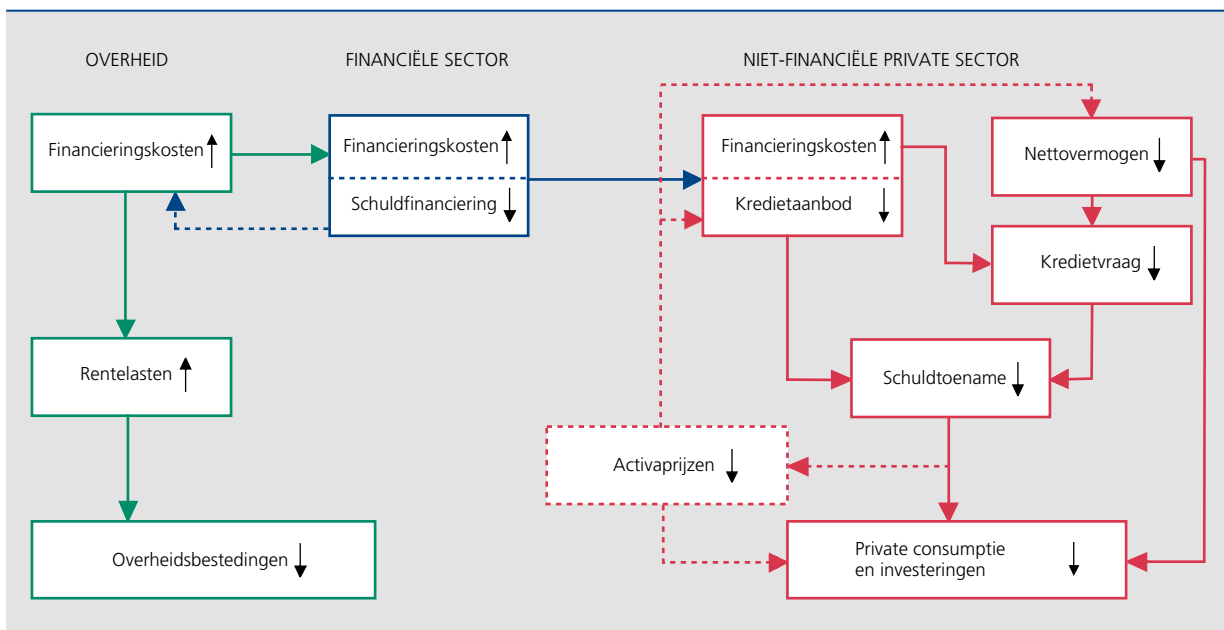 OVERHEID
FINANCIËLE SECTOR
NIET-FINANCIËLE PRIVATE SECTOR
Financieringskosten
Financieringskosten
Schuldfinanciering
Financieringskosten
Kredietaanbod
Nettovermogen
Kredietvraag
Rentelasten
Schuldtoename
Activaprijzen
Overheidsbestedingen
Private consumptie
en investeringen